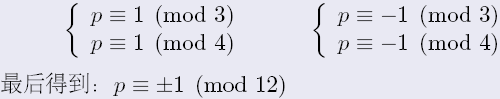 p ≡ 1 (mod 3) p ≡ −1 (mod 3)
p ≡ 1 (mod 4) p ≡ −1 (mod 4)
最后得到：p ≡ ±1 (mod 12)